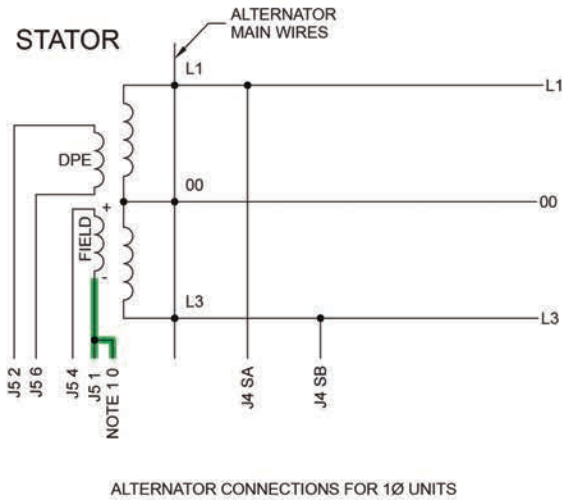 ALTERNATOR
MAIN WIRES
STATOR
L1
L1
DPE
00
00
+
FIELD
-
L3
L3
J5 2
J5 6
J5 4
J5 1
NOTE 1 0
J4 SA
J4 SB
ALTERNATOR CONNECTIONS FOR 1Ø UNITS